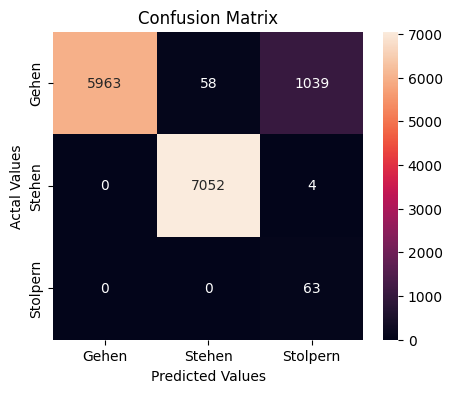 Confusion Matrix
Gehen
5963 58 1039
7000
6000
5000
Actal Values
Stehen
0 7052 4
4000
3000
2000
Stolpern
0 0 63
1000
0
Gehen Stehen Stolpern
Predicted Values